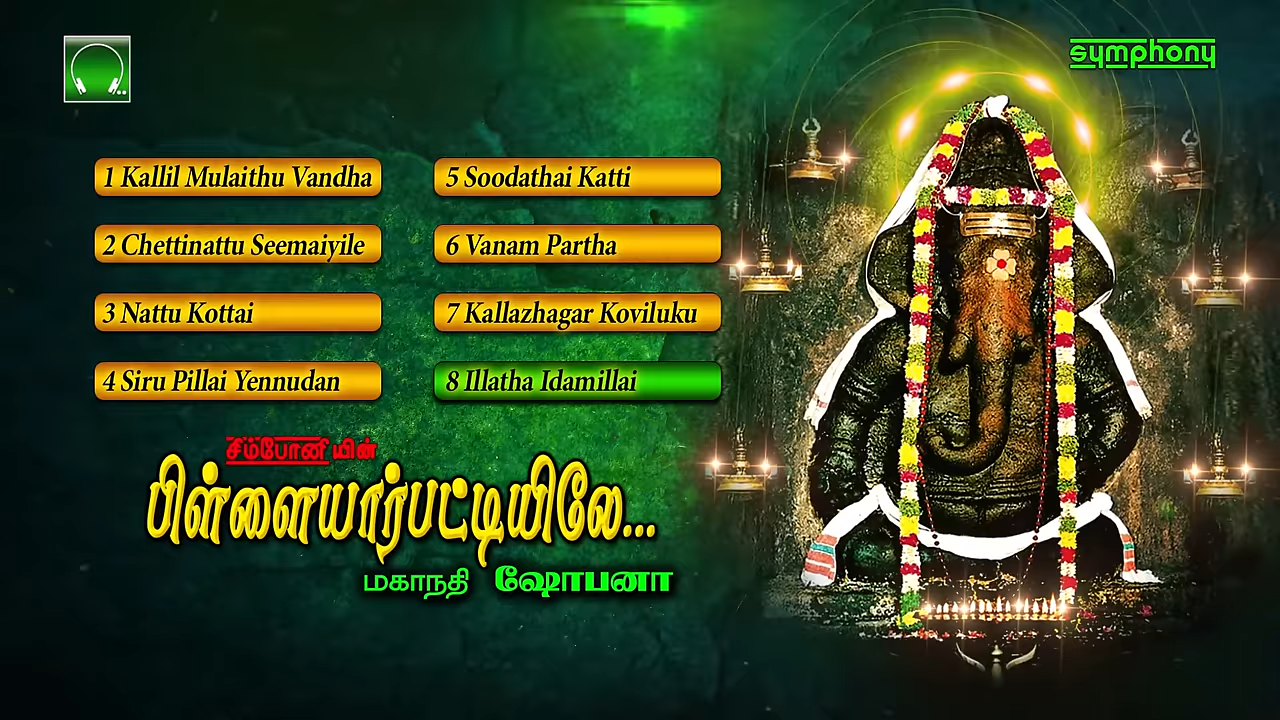 symphony
1 Kallil Mulaithu Vandha
2 Chettinattu Seemaiyile
3 Nattu Kottai
4 Siru Pillai Yennudan
5 Soodathai Katti
6 Vanam Partha
7 Kallazhagar Koviluku
8 Illatha Idamillai
சிம்போனியின்
பிள்ளையார்பட்டியிலே...
மகாநதி ஷோபனா